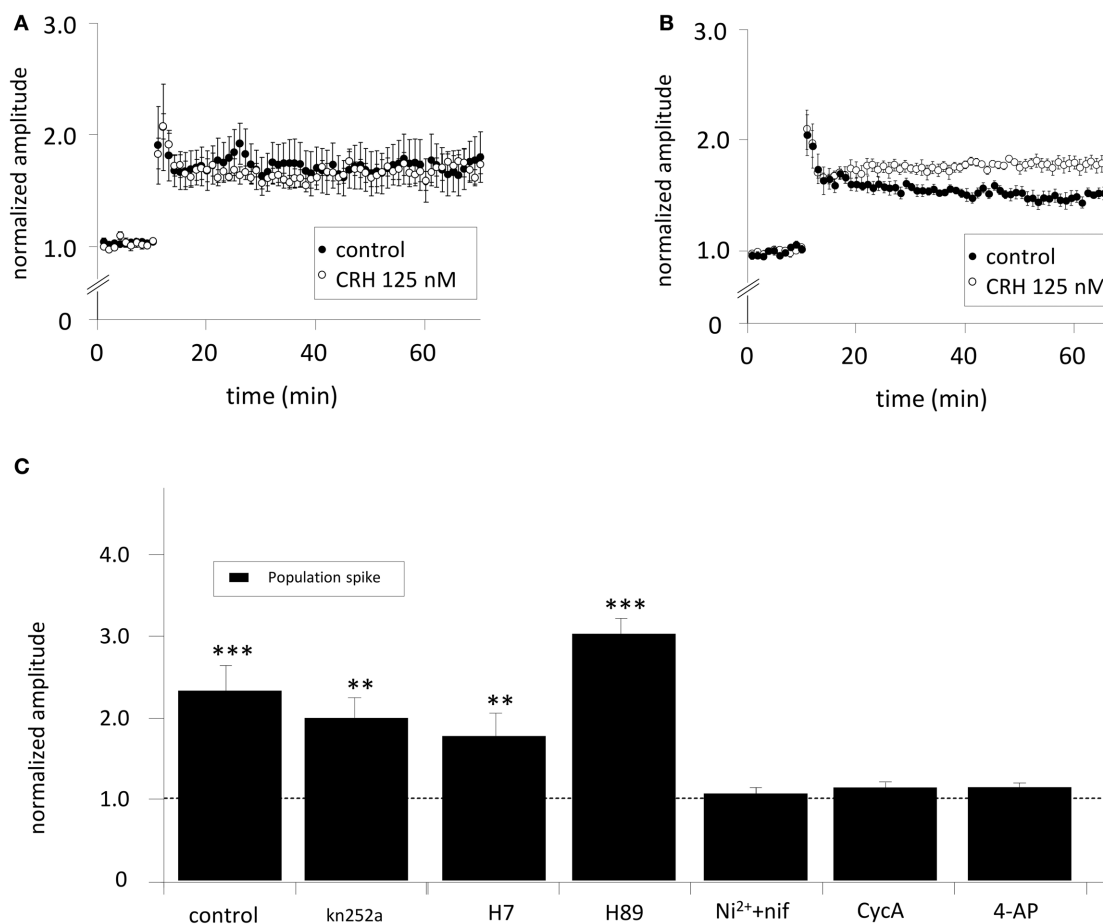 A
normalized amplitude
3.0
2.0
1.0
0
control
CRH 125 nM
0
20
40
60
time (min)
B
normalized amplitude
3.0
2.0
1.0
0
control
CRH 125 nM
0
20
40
60
time (min)
C
normalized amplitude
4.0
3.0
2.0
1.0
0
Population spike
***
**
**
***
control
kn252a
H7
H89
Ni²⁺+nif
CycA
4-AP